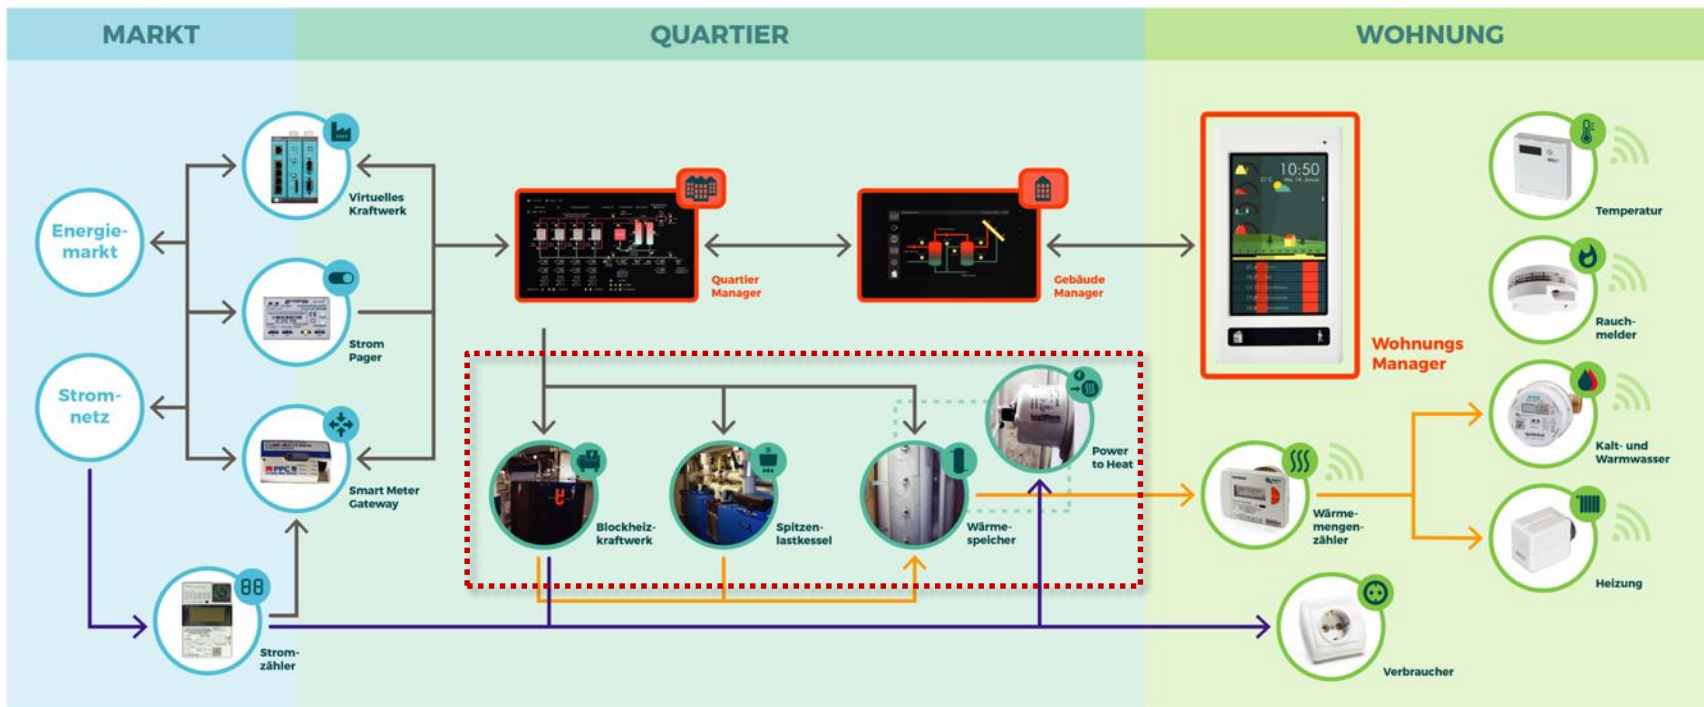 MARKT
QUARTIER
WOHNUNG
Virtuelles
Kraftwerk
Energie-
markt
Strom
Pager
Strom-
netz
PPC
Smart Meter
Gateway
88
Strom-
zähler
Quartier
Manager
Gebäude
Manager
10:50
Wohnungs
Manager
Blockheiz-
kraftwerk
Spitzen-
lastkessel
Wärme-
speicher
Power
to Heat
Temperatur
Rauch-
melder
Kalt- und
Warmwasser
Wärme-
mengen-
zähler
Heizung
Verbraucher